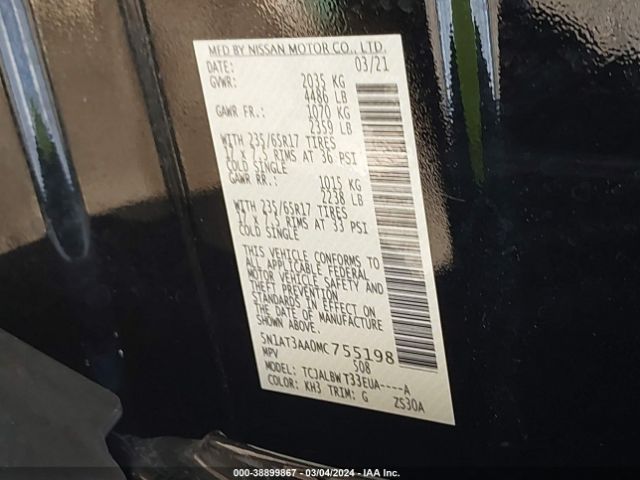 MFD BY NISSAN MOTOR CO., LTD.
DATE: 03/21
GVWR: 2035 KG
4486 LB
GAWR FR.: 1070 KG
2359 LB
WITH 235/65R17 TIRES
17 X 7.5 RIMS AT 36 PSI
COLD SINGLE
GAWR RR.: 1015 KG
2238 LB
WITH 235/65R17 TIRES
17 X 7.5 RIMS AT 33 PSI
COLD SINGLE
THIS VEHICLE CONFORMS TO
ALL APPLICABLE FEDERAL
MOTOR VEHICLE SAFETY AND
THEFT PREVENTION
STANDARDS IN EFFECT ON
THE DATE OF MANUFACTURE
SHOWN ABOVE.
5N1AT3AA0MC755198
MPV 508
MODEL: TCJALBW T33EUA----A
COLOR: KH3 TRIM: G ZS30A
000-38899867 - 03/04/2024 - IAA Inc.